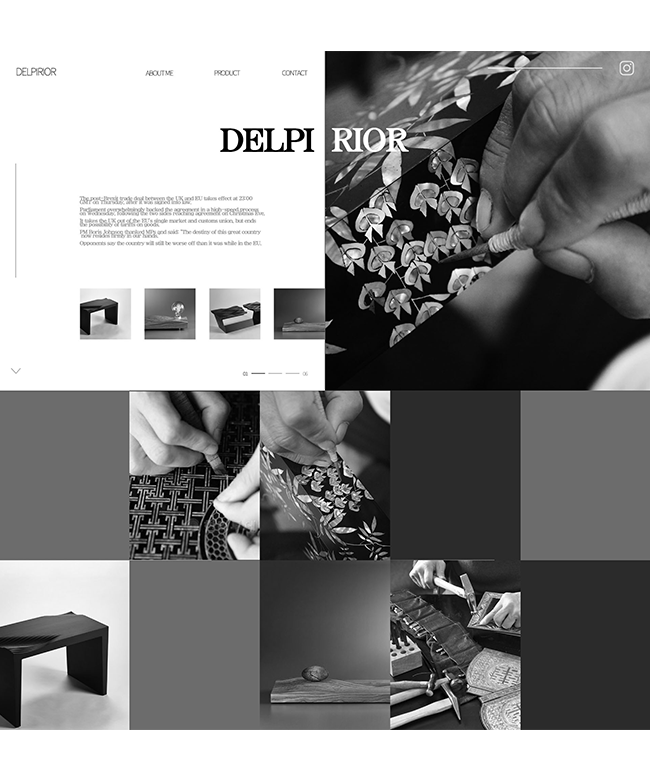 DELPIRIOR
ABOUT ME PRODUCT CONTACT
DELPI RIOR
The post-Brexit trade deal between the UK and EU takes effect at 23:00
GMT on Thursday, after it was signed into law.
Parliament overwhelmingly backed the agreement in a high-speed process
on Wednesday, following the two sides reaching agreement on Christmas Eve.
It takes the UK out of the EU's single market and customs union, but ends
the possibility of tariffs on goods.
PM Boris Johnson thanked MPs and said "The destiny of this great country
now resides firmly in our hands.
Opponents say the country will still be worse off than it was while in the EU.
01 06